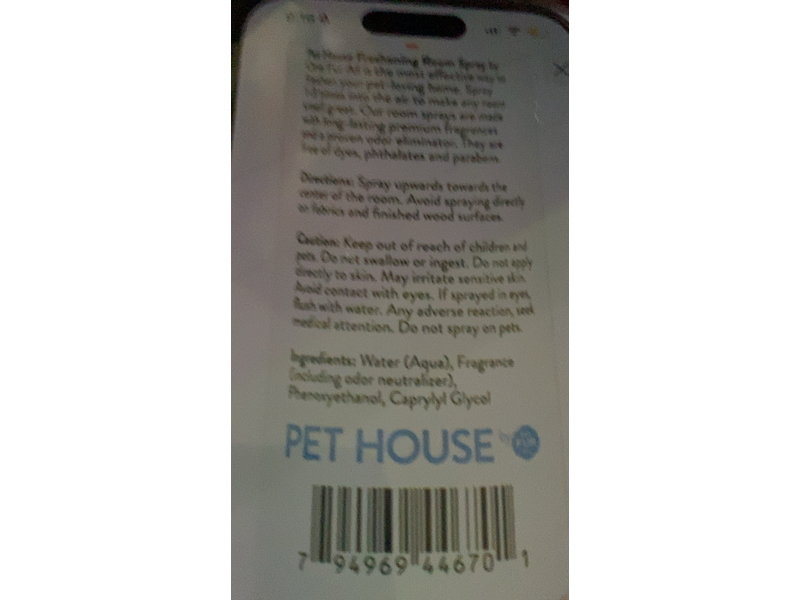 Pet House Freshening Room Spray by
One Fur All is the most effective way to
freshen your pet-loving home. Spray
into the air to make any room
smell great. Our room sprays are made
with long-lasting premium fragrances
and a proven odor eliminator. They are
free of dyes, phthalates and paraben.
Directions: Spray upwards towards the
center of the room. Avoid spraying directly
on fabrics and finished wood surfaces.
Caution: Keep out of reach of children and
pets. Do not swallow or ingest. Do not apply
directly to skin. May irritate sensitive skin.
Avoid contact with eyes. If sprayed in eyes,
flush with water. Any adverse reaction, seek
medical attention. Do not spray on pets.
Ingredients: Water (Aqua), Fragrance
(including odor neutralizer),
Phenoxyethanol, Caprylyl Glycol
PET HOUSE
7 94969 44670 1